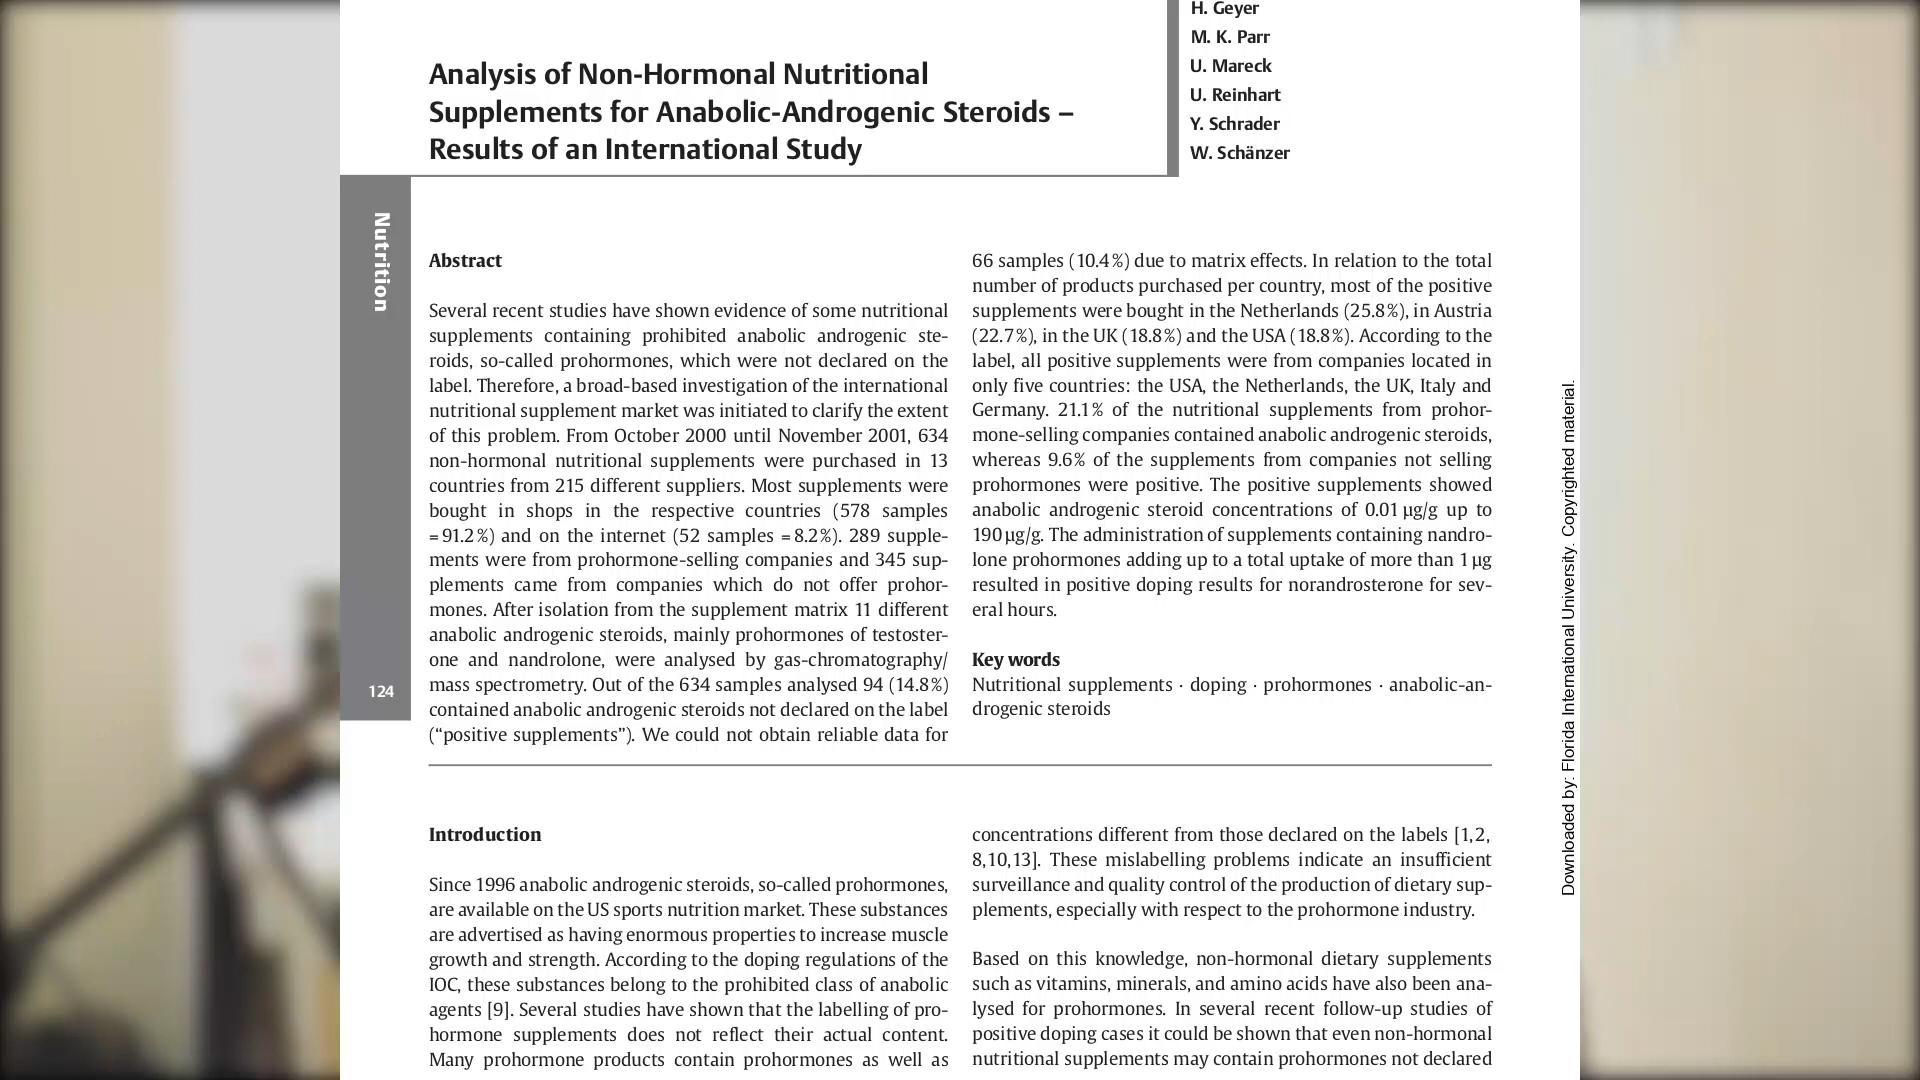 H. Geyer
M. K. Parr
U. Mareck
U. Reinhart
Y. Schrader
W. Schänzer
Analysis of Non-Hormonal Nutritional
Supplements for Anabolic-Androgenic Steroids –
Results of an International Study
Nutrition
124
Abstract
Several recent studies have shown evidence of some nutritional
supplements containing prohibited anabolic androgenic ste-
roids, so-called prohormones, which were not declared on the
label. Therefore, a broad-based investigation of the international
nutritional supplement market was initiated to clarify the extent
of this problem. From October 2000 until November 2001, 634
non-hormonal nutritional supplements were purchased in 13
countries from 215 different suppliers. Most supplements were
bought in shops in the respective countries (578 samples
= 91.2 %) and on the internet (52 samples = 8.2 %). 289 supple-
ments were from prohormone-selling companies and 345 sup-
plements came from companies which do not offer prohor-
mones. After isolation from the supplement matrix 11 different
anabolic androgenic steroids, mainly prohormones of testoster-
one and nandrolone, were analysed by gas-chromatography/
mass spectrometry. Out of the 634 samples analysed 94 (14.8 %)
contained anabolic androgenic steroids not declared on the label
(“positive supplements”). We could not obtain reliable data for
66 samples (10.4 %) due to matrix effects. In relation to the total
number of products purchased per country, most of the positive
supplements were bought in the Netherlands (25.8 %), in Austria
(22.7 %), in the UK (18.8 %) and the USA (18.8 %). According to the
label, all positive supplements were from companies located in
only five countries: the USA, the Netherlands, the UK, Italy and
Germany. 21.1 % of the nutritional supplements from prohor-
mone-selling companies contained anabolic androgenic steroids,
whereas 9.6 % of the supplements from companies not selling
prohormones were positive. The positive supplements showed
anabolic androgenic steroid concentrations of 0.01 µg/g up to
190 µg/g. The administration of supplements containing nandro-
lone prohormones adding up to a total uptake of more than 1 µg
resulted in positive doping results for norandrosterone for sev-
eral hours.
Key words
Nutritional supplements · doping · prohormones · anabolic-an-
drogenic steroids
Introduction
Since 1996 anabolic androgenic steroids, so-called prohormones,
are available on the US sports nutrition market. These substances
are advertised as having enormous properties to increase muscle
growth and strength. According to the doping regulations of the
IOC, these substances belong to the prohibited class of anabolic
agents [9]. Several studies have shown that the labelling of pro-
hormone supplements does not reflect their actual content.
Many prohormone products contain prohormones as well as
concentrations different from those declared on the labels [1, 2,
8, 10, 13]. These mislabelling problems indicate an insufficient
surveillance and quality control of the production of dietary sup-
plements, especially with respect to the prohormone industry.
Based on this knowledge, non-hormonal dietary supplements
such as vitamins, minerals, and amino acids have also been ana-
lysed for prohormones. In several recent follow-up studies of
positive doping cases it could be shown that even non-hormonal
nutritional supplements may contain prohormones not declared
Downloaded by: Florida International University. Copyrighted material.